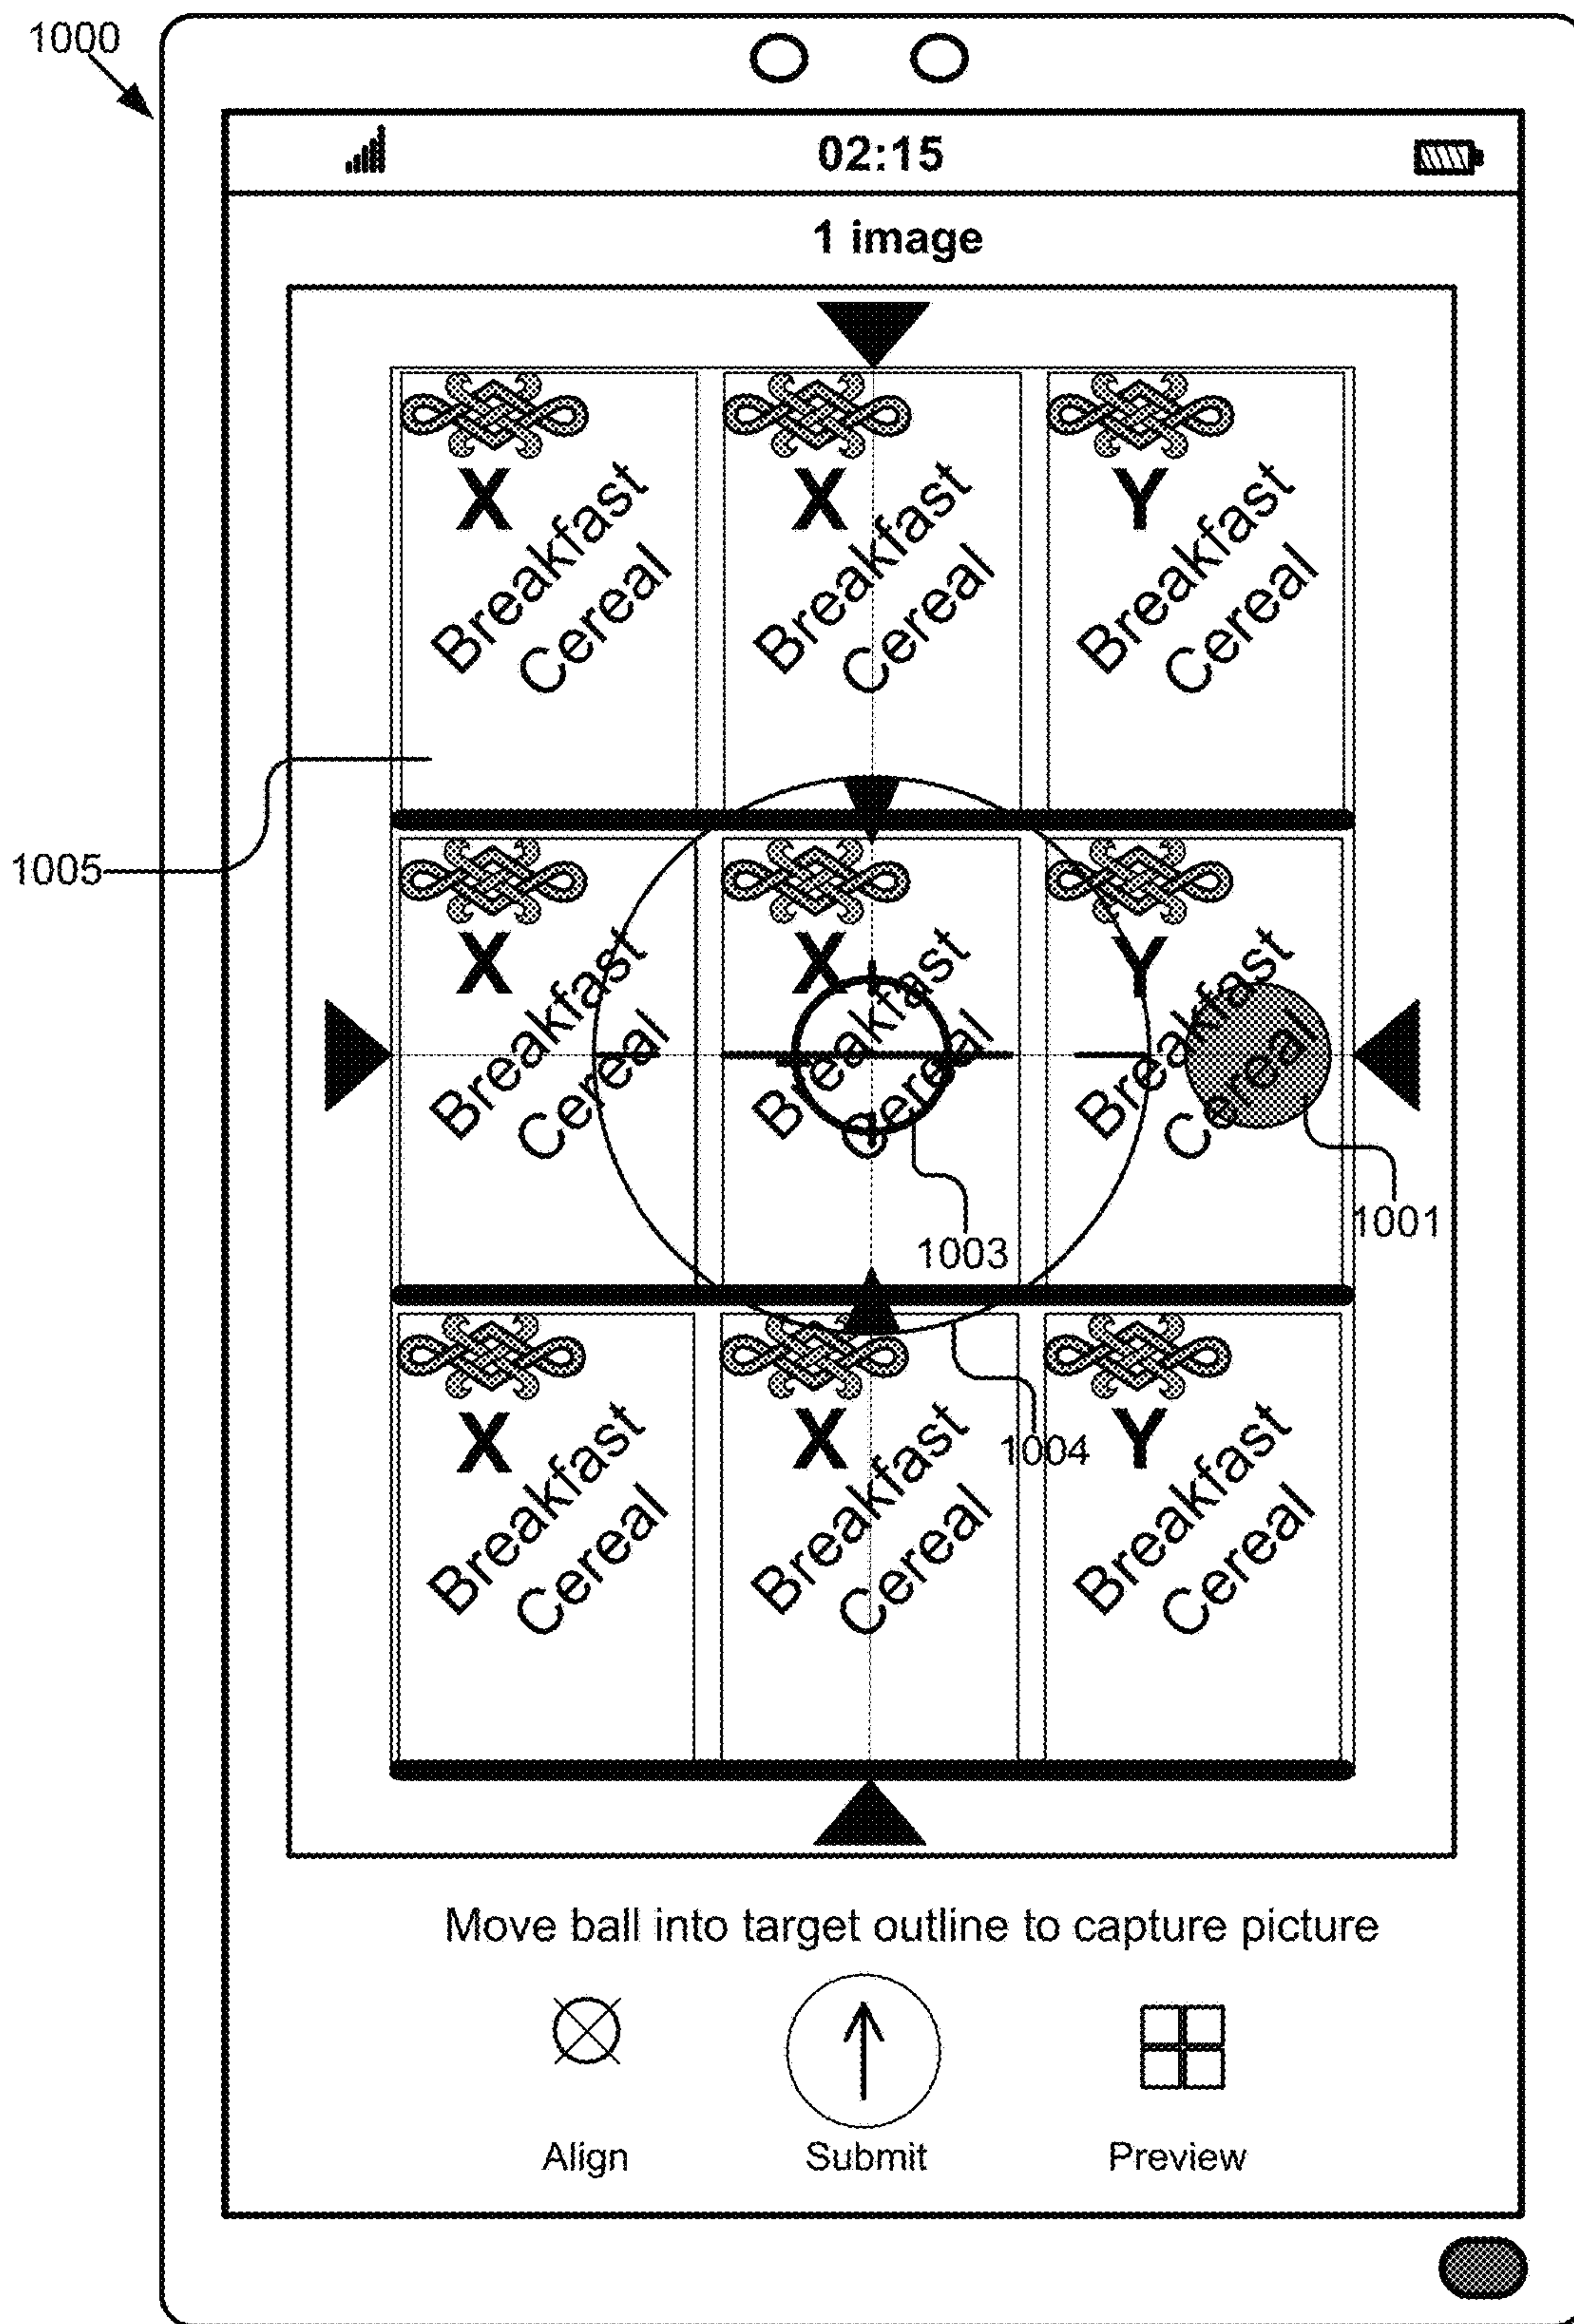 1000
02:15
1 image
X
Breakfast
Cereal
X
Breakfast
Cereal
Y
Breakfast
Cereal
1005
X
Breakfast
Cereal
X
Breakfast
Cereal
Y
Breakfast
Cereal
1001
1003
X
Breakfast
Cereal
X
Breakfast
Cereal
1004
Y
Breakfast
Cereal
Move ball into target outline to capture picture
Align
Submit
Preview